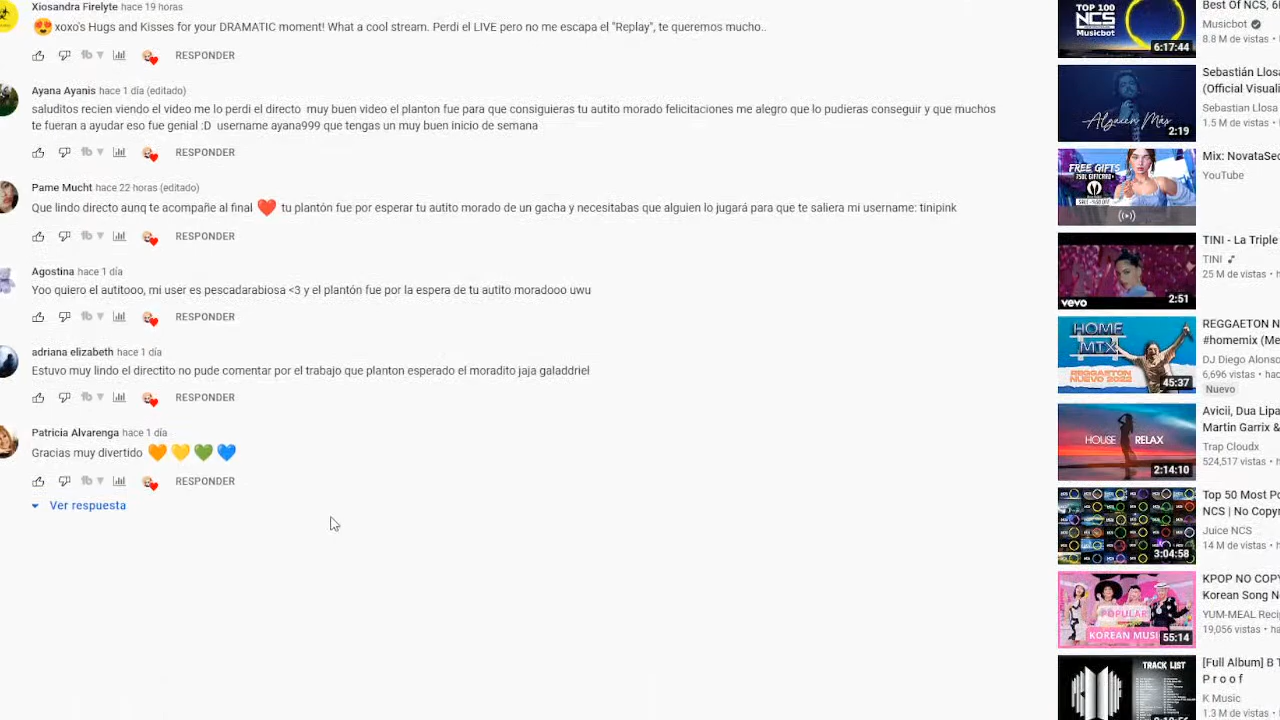 Xiosandra Firelyte hace 19 horas
😍 xoxo's Hugs and Kisses for your DRAMATIC moment! What a cool team. Perdi el LIVE pero no me escapa el "Replay", te queremos mucho..
RESPONDER
Ayana Ayanis hace 1 día (editado)
saluditos recien viendo el video me lo perdi el directo muy buen video el planton fue para que consiguieras tu autito morado felicitaciones me alegro que lo pudieras conseguir y que muchos
te fueran a ayudar eso fue genial :D username ayana999 que tengas un muy buen inicio de semana
RESPONDER
Pame Mucht hace 22 horas (editado)
Que lindo directo aunq te acompañe al final ❤️ tu plantón fue por esperar tu autito morado de un gacha y necesitabas que alguien lo jugará para que te saliera mi username: tinipink
RESPONDER
Agostina hace 1 día
Yoo quiero el autitooo, mi user es pescadarabiosa <3 y el plantón fue por la espera de tu autito moradooo uwu
RESPONDER
adriana elizabeth hace 1 día
Estuvo muy lindo el directito no pude comentar por el trabajo que planton esperado el moradito jaja galaddriel
RESPONDER
Patricia Alvarenga hace 1 día
Gracias muy divertido 🧡 💛 💚 💙
RESPONDER
Ver respuesta
TOP 100
NCS
Musicbot
6:17:44
Best Of NCS, 6
Musicbot
8.8 M de vistas •
Alguien Más
2:19
Sebastián Llos
(Official Visuali
Sebastian Llosa
1.5 M de vistas •
FREE GIFTS
Mix: NovataSe
YouTube
vevo
2:51
TINI - La Triple
TINI
25 M de vistas • h
HOME
MIX
REGGAETON
NUEVO 2022
45:37
REGGAETON N
#homemix (Me
DJ Diego Alonso
6,696 vistas • hac
Nuevo
HOUSE RELAX
2:14:10
Avicii, Dua Lipa
Martin Garrix &
Trap Cloudx
524,517 vistas • h
3:04:58
Top 50 Most Po
NCS | No Copyr
Juice NCS
14 M de vistas • h
POPULAR
KOREAN MUSI
55:14
KPOP NO COPY
Korean Song N
YUM-MEAL Reci
19,056 vistas • ha
TRACK LIST
[Full Album] B T
P r o o f
K M
1.3 M de vistas •